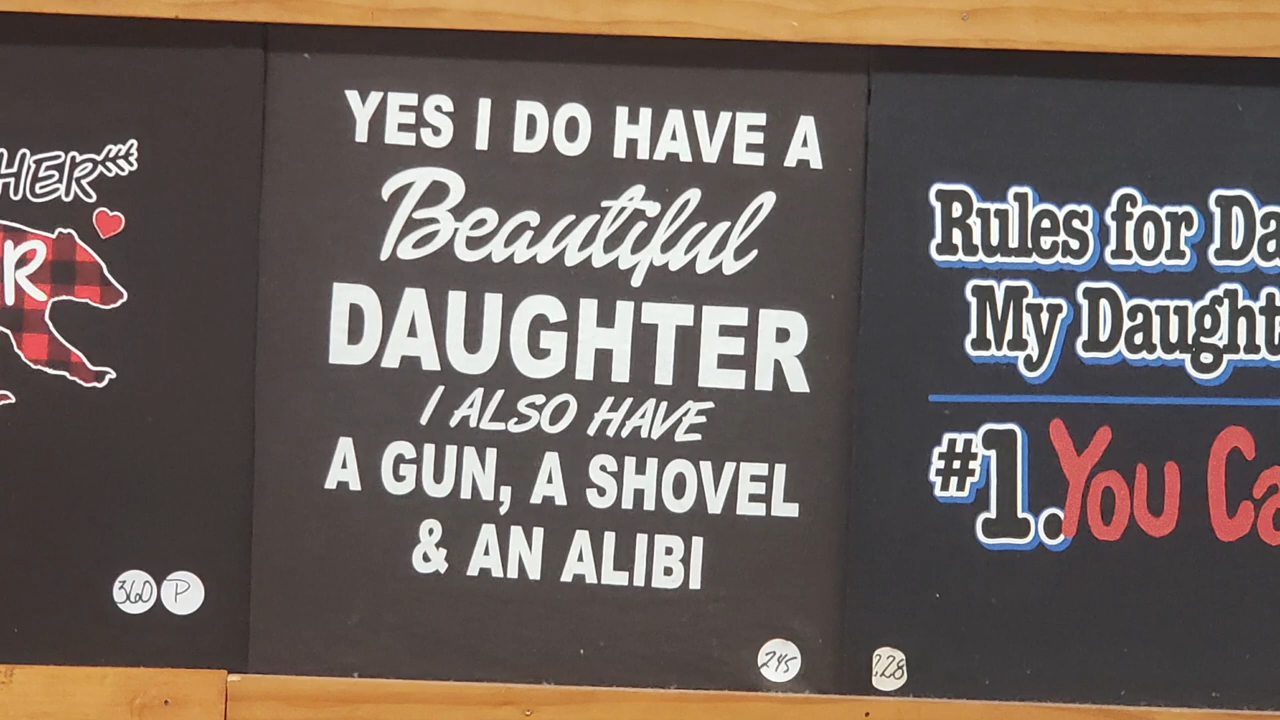 HER
R
360 P
YES I DO HAVE A
Beautiful
DAUGHTER
I ALSO HAVE
A GUN, A SHOVEL
& AN ALIBI
245
Rules for Da
My Daught
#1. You Ca
228